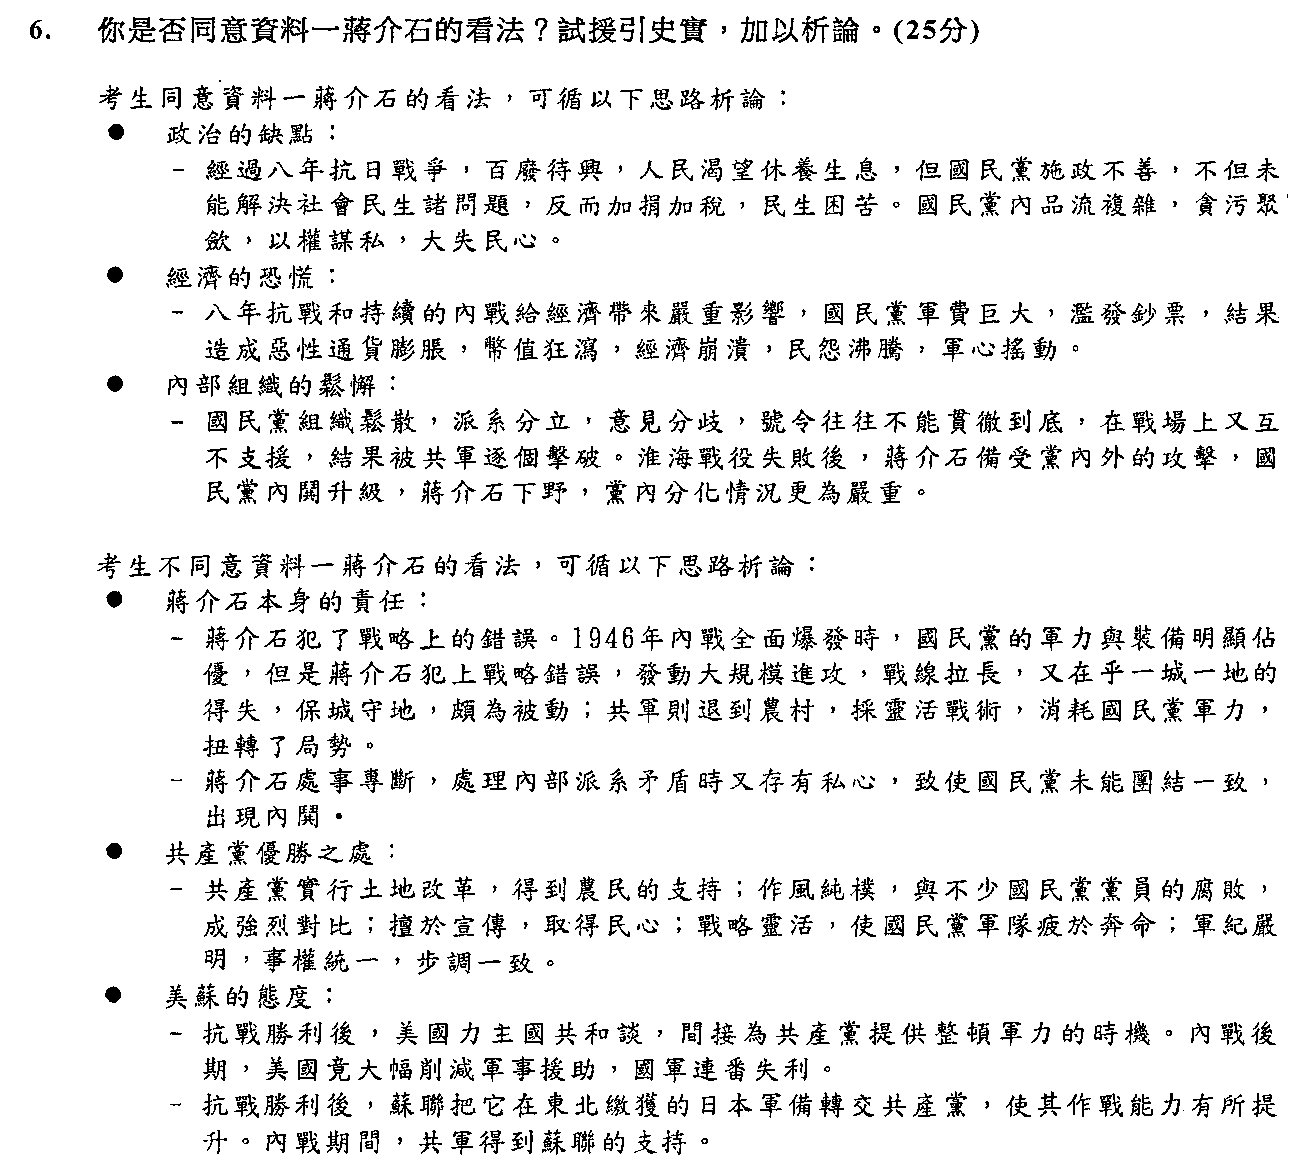 6. 你是否同意資料一蔣介石的看法？試援引史實，加以析論。(25分)
考生同意資料一蔣介石的看法，可循以下思路析論：
● 政治的缺點：
- 經過八年抗日戰爭，百廢待興，人民渴望休養生息，但國民黨施政不善，不但未
能解決社會民生諸問題，反而加捐加稅，民生困苦。國民黨內品流複雜，貪污聚
歛，以權謀私，大失民心。
● 經濟的恐慌：
- 八年抗戰和持續的內戰給經濟帶來嚴重影響，國民黨軍費巨大，濫發鈔票，結果
造成惡性通貨膨脹，幣值狂瀉，經濟崩潰，民怨沸騰，軍心搖動。
● 內部組織的鬆懈：
- 國民黨組織鬆散，派系分立，意見分歧，號令往往不能貫徹到底，在戰場上又互
不支援，結果被共軍逐個擊破。淮海戰役失敗後，蔣介石備受黨內外的攻擊，國
民黨內鬨升級，蔣介石下野，黨內分化情況更為嚴重。
考生不同意資料一蔣介石的看法，可循以下思路析論：
● 蔣介石本身的責任：
- 蔣介石犯了戰略上的錯誤。1946年內戰全面爆發時，國民黨的軍力與裝備明顯佔
優，但是蔣介石犯上戰略錯誤，發動大規模進攻，戰線拉長，又在乎一城一地的
得失，保城守地，頗為被動；共軍則退到農村，採靈活戰術，消耗國民黨軍力，
扭轉了局勢。
- 蔣介石處事專斷，處理內部派系矛盾時又存有私心，致使國民黨未能團結一致，
出現內鬨。
● 共產黨優勝之處：
- 共產黨實行土地改革，得到農民的支持；作風純樸，與不少國民黨黨員的腐敗，
成強烈對比；擅於宣傳，取得民心；戰略靈活，使國民黨軍隊疲於奔命；軍紀嚴
明，事權統一，步調一致。
● 美蘇的態度：
- 抗戰勝利後，美國力主國共和談，間接為共產黨提供整頓軍力的時機。內戰後
期，美國竟大幅削減軍事援助，國軍連番失利。
- 抗戰勝利後，蘇聯把它在東北繳獲的日本軍備轉交共產黨，使其作戰能力有所提
升。內戰期間，共軍得到蘇聯的支持。